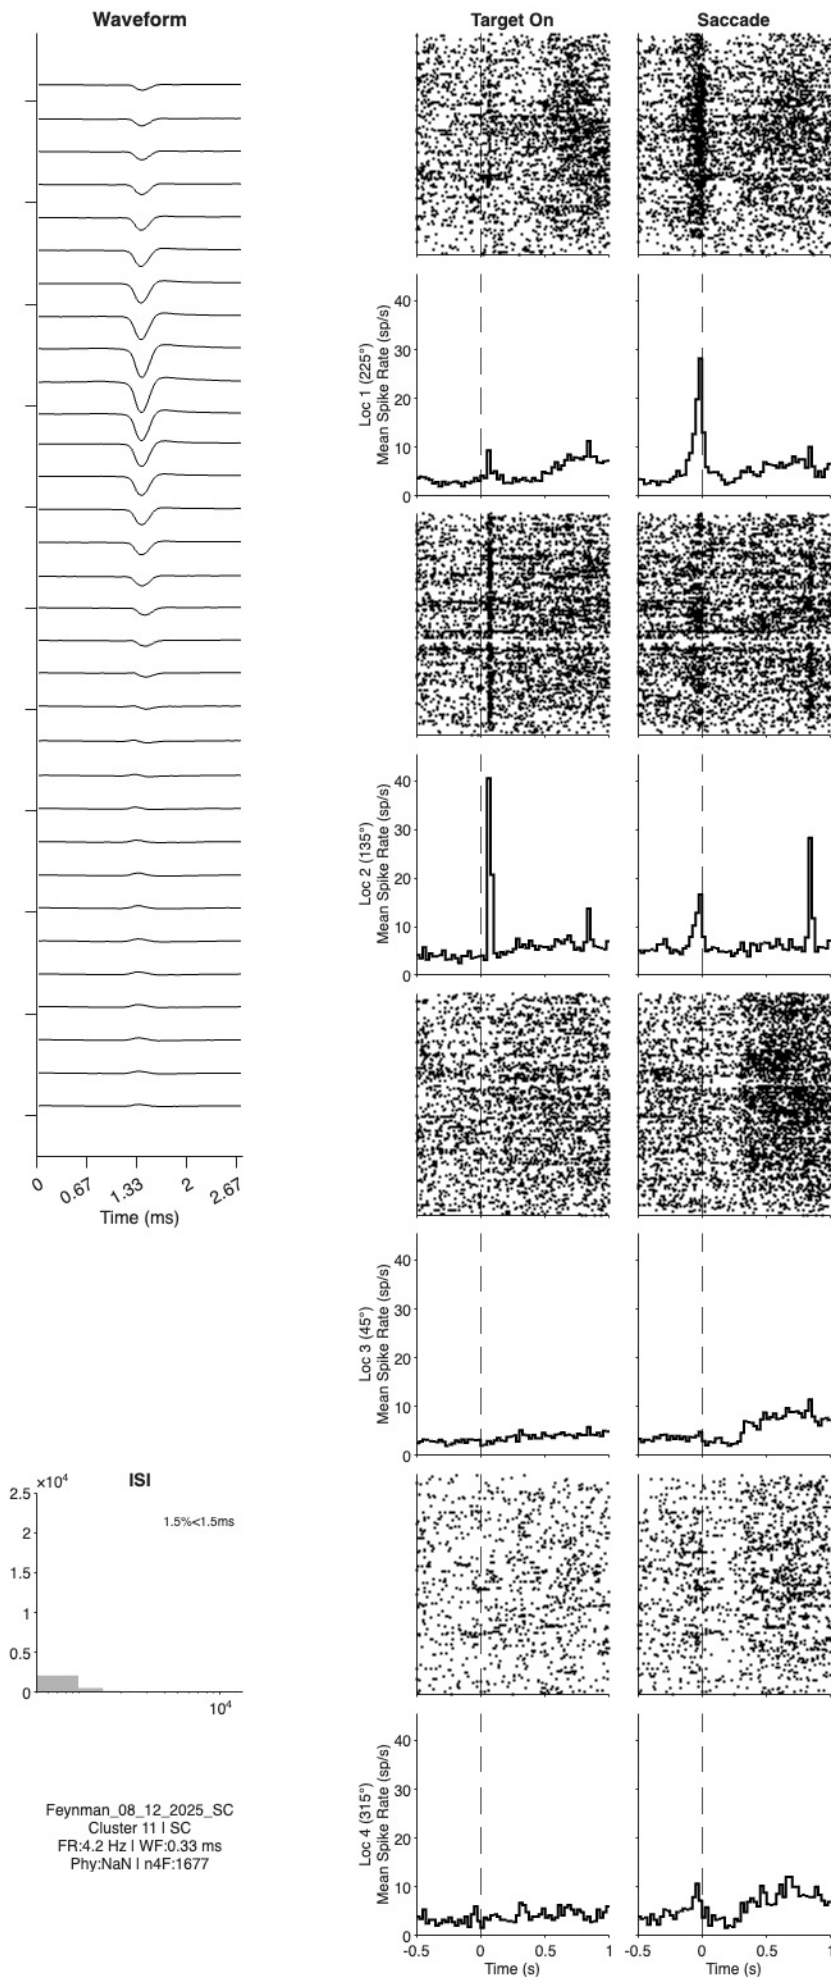 Waveform
0
0.67
1.33
2
2.67
Time (ms)
ISI
×10⁴
2.5
2
1.5
1
0.5
0
1.5%<1.5ms
10⁴
Feynman_08_12_2025_SC
Cluster 11 | SC
FR:4.2 Hz | WF:0.33 ms
Phy:NaN | n4F:1677
Target On
Saccade
Loc 1 (225°)
Mean Spike Rate (sp/s)
40
30
20
10
0
Loc 2 (135°)
Mean Spike Rate (sp/s)
40
30
20
10
0
Loc 3 (45°)
Mean Spike Rate (sp/s)
40
30
20
10
0
Loc 4 (315°)
Mean Spike Rate (sp/s)
40
30
20
10
0
-0.5 0 0.5 1
Time (s)
-0.5 0 0.5 1
Time (s)